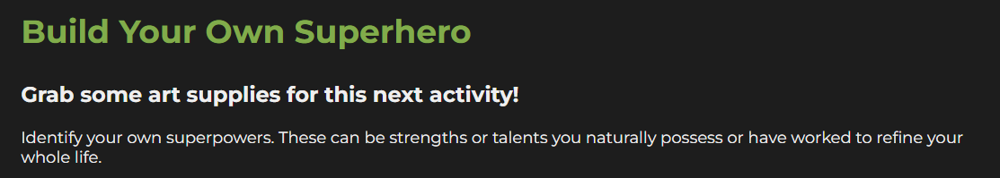 Build Your Own Superhero
Grab some art supplies for this next activity!
Identify your own superpowers. These can be strengths or talents you naturally possess or have worked to refine your
whole life.